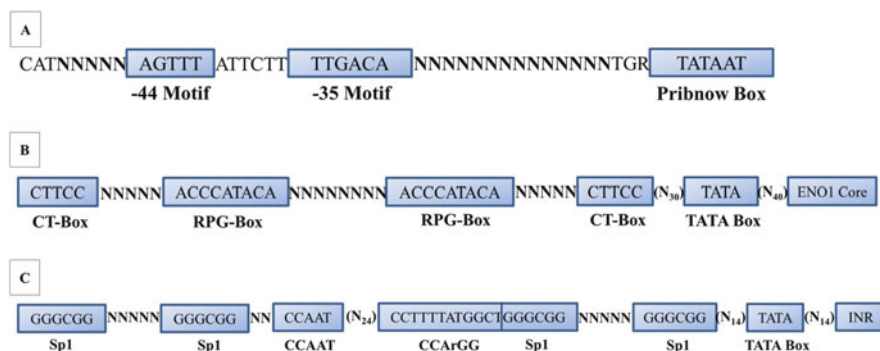 A
CATNNNNN AGTTT ATTCTT TTGACA NNNNNNNNNNNNNNTGR TATAAT
-44 Motif -35 Motif Pribnow Box
B
CTTCC NNNNN ACCCATACA NNNNNNNN ACCCATACA NNNNN CTTCC (N30) TATA (N40) ENO1 Core
CT-Box RPG-Box RPG-Box CT-Box TATA Box
C
GGGCGG NNNNN GGGCGG NN CCAAT (N24) CCTTTTATGGCT GGGCGG NNNNN GGGCGG (N14) TATA (N14) INR
Sp1 Sp1 CCAAT CCArGG Sp1 Sp1 TATA Box